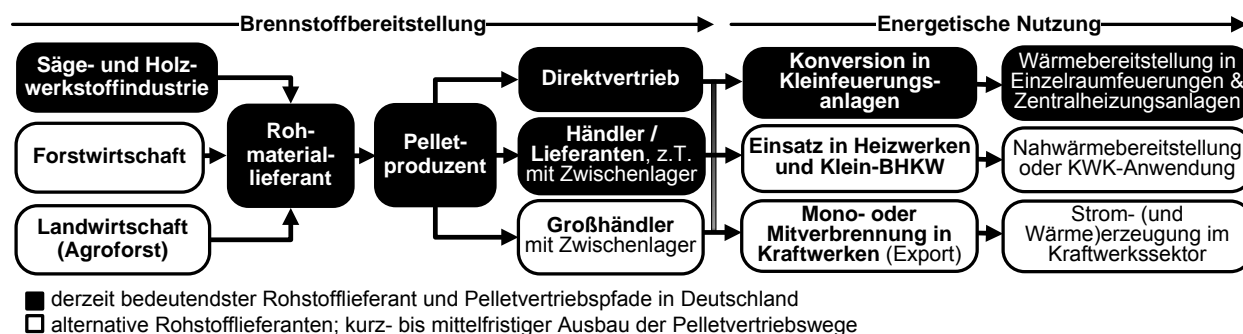 Brennstoffbereitstellung
Energetische Nutzung
Säge- und Holz-
werkstoffindustrie
Forstwirtschaft
Landwirtschaft
(Agroforst)
Roh-
material-
lieferant
Pellet-
produzent
Direktvertrieb
Händler /
Lieferanten, z.T.
mit Zwischenlager
Großhändler
mit Zwischenlager
Konversion in
Kleinfeuerungs-
anlagen
Einsatz in Heizwerken
und Klein-BHKW
Mono- oder
Mitverbrennung in
Kraftwerken (Export)
Wärmebereitstellung in
Einzelraumfeuerungen &
Zentralheizungsanlagen
Nahwärmebereitstellung
oder KWK-Anwendung
Strom- (und
Wärme)erzeugung im
Kraftwerkssektor
derzeit bedeutendster Rohstofflieferant und Pelletvertriebspfade in Deutschland
alternative Rohstofflieferanten; kurz- bis mittelfristiger Ausbau der Pelletvertriebswege